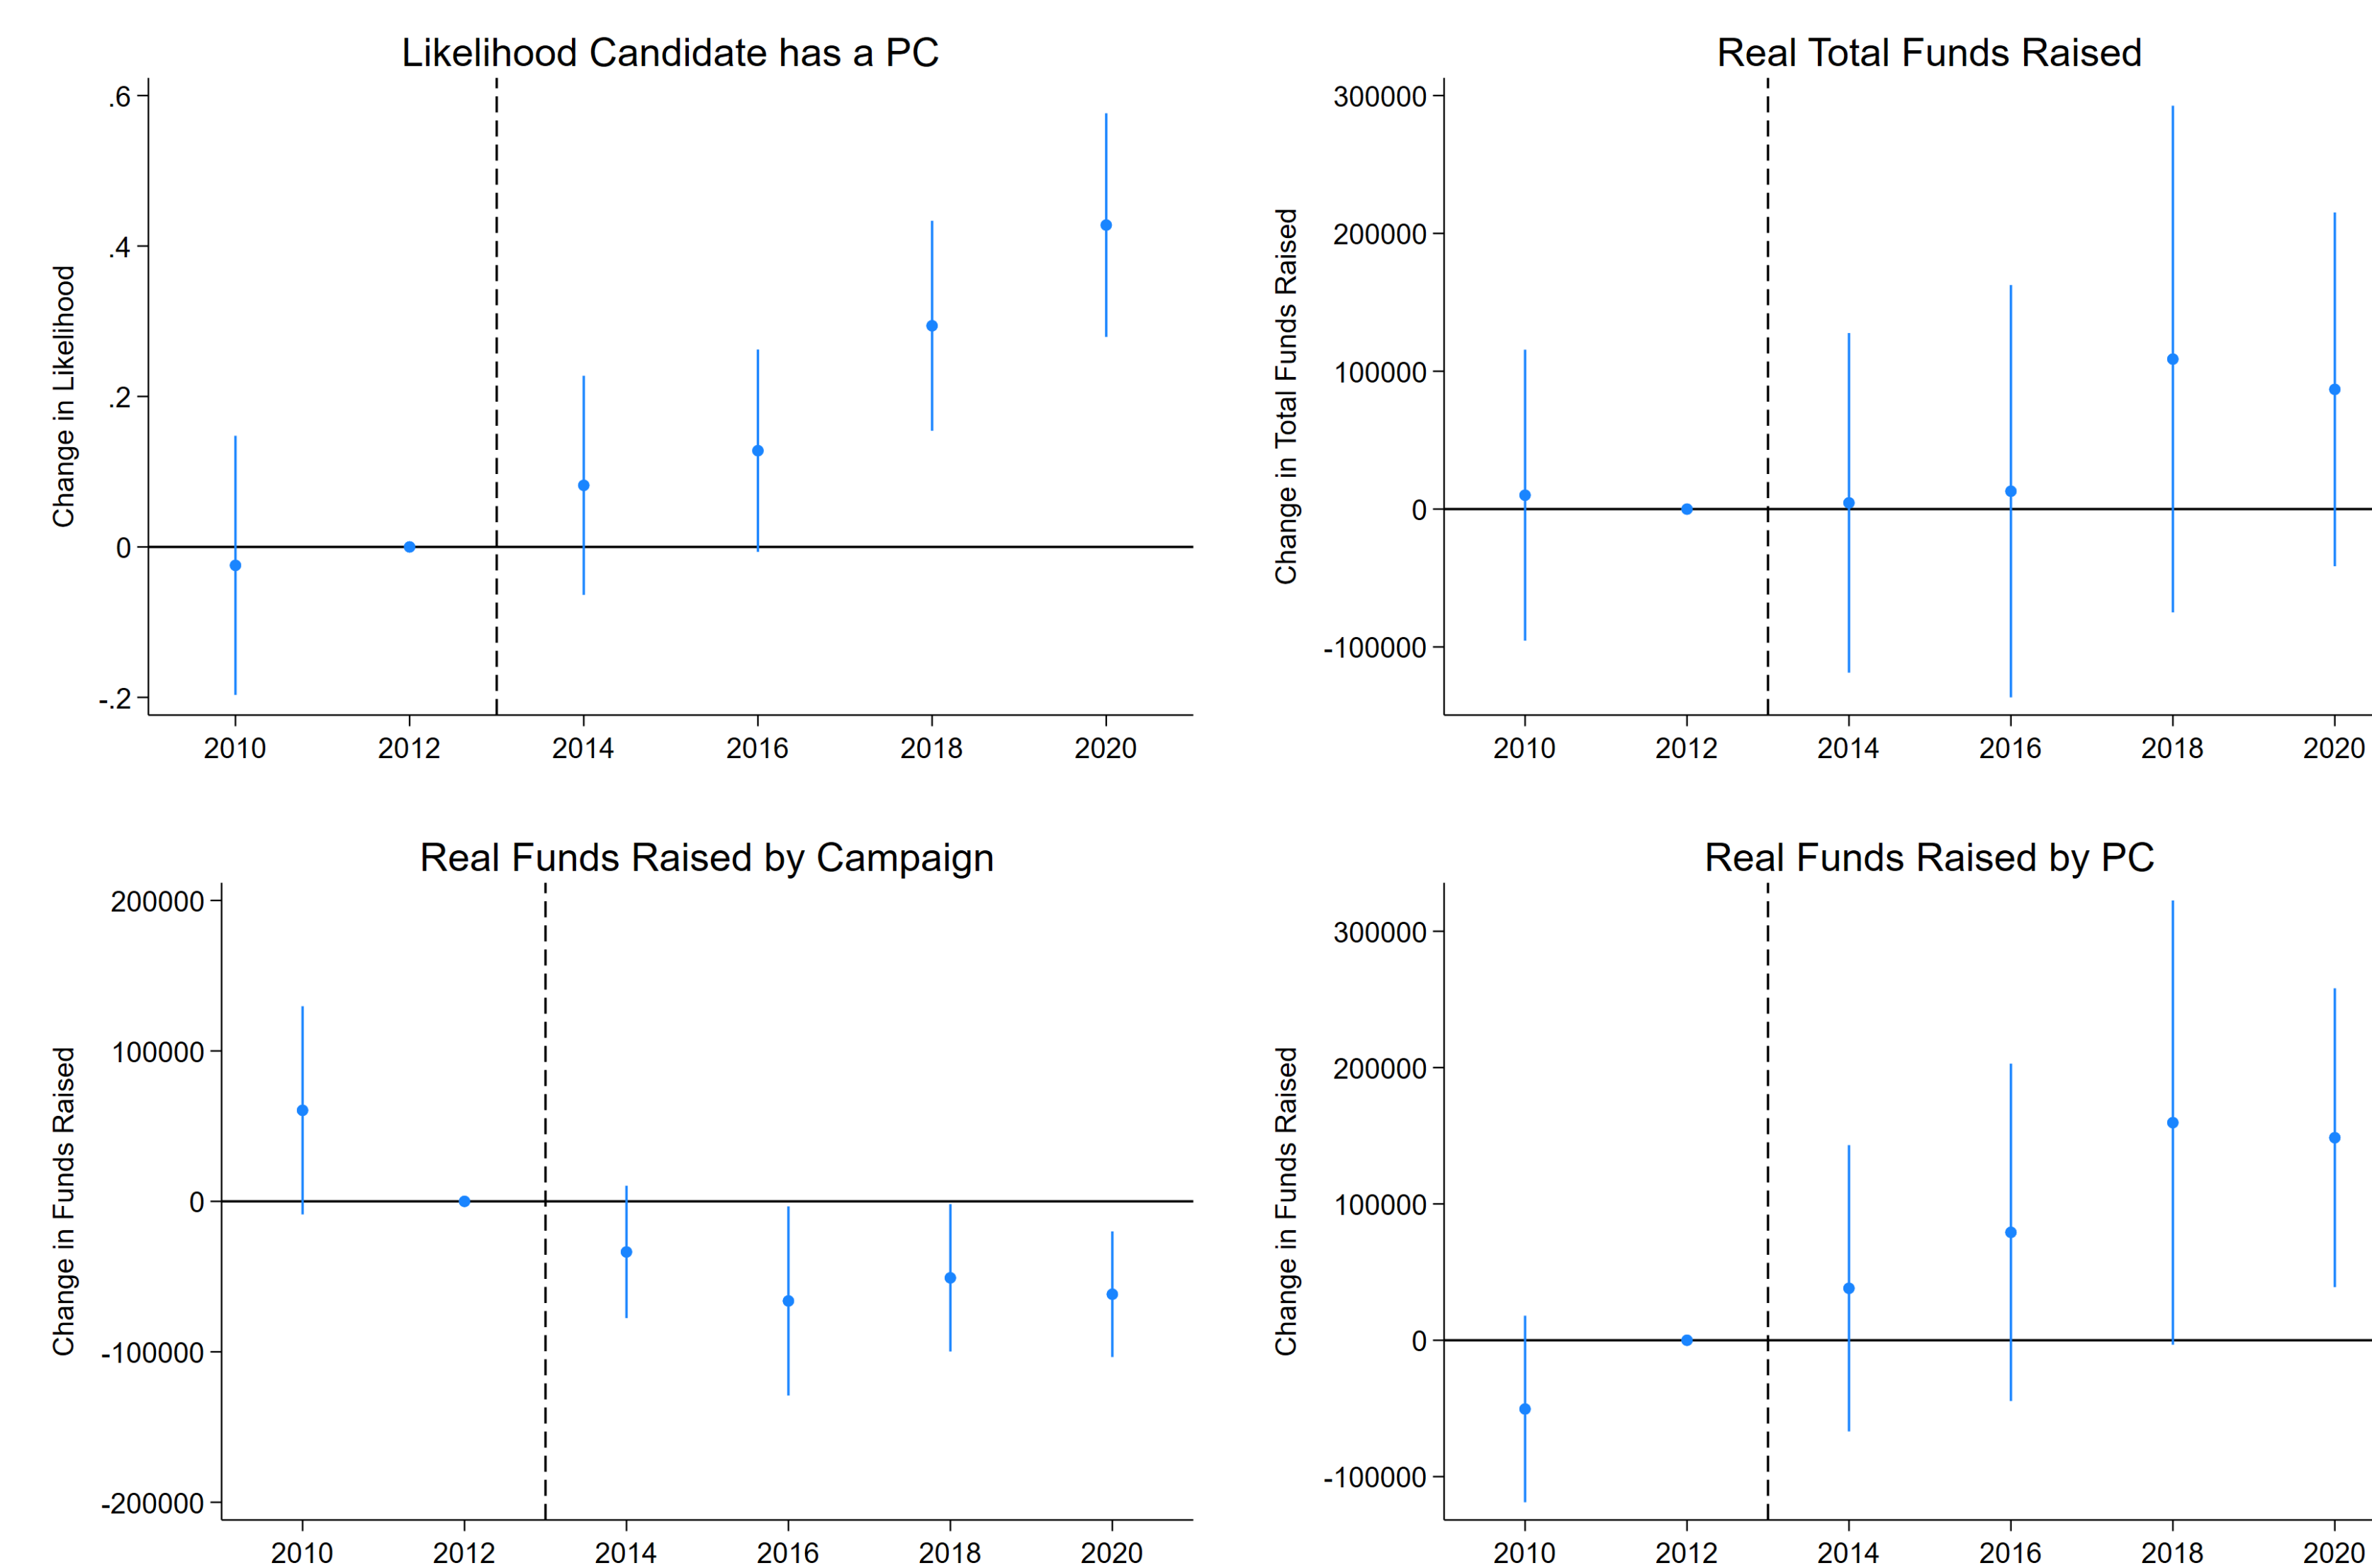 Likelihood Candidate has a PC
Change in Likelihood
.6
.4
.2
0
-.2
2010 2012 2014 2016 2018 2020
Real Total Funds Raised
Change in Total Funds Raised
300000
200000
100000
0
-100000
2010 2012 2014 2016 2018 2020
Real Funds Raised by Campaign
Change in Funds Raised
200000
100000
0
-100000
-200000
2010 2012 2014 2016 2018 2020
Real Funds Raised by PC
Change in Funds Raised
300000
200000
100000
0
-100000
2010 2012 2014 2016 2018 2020